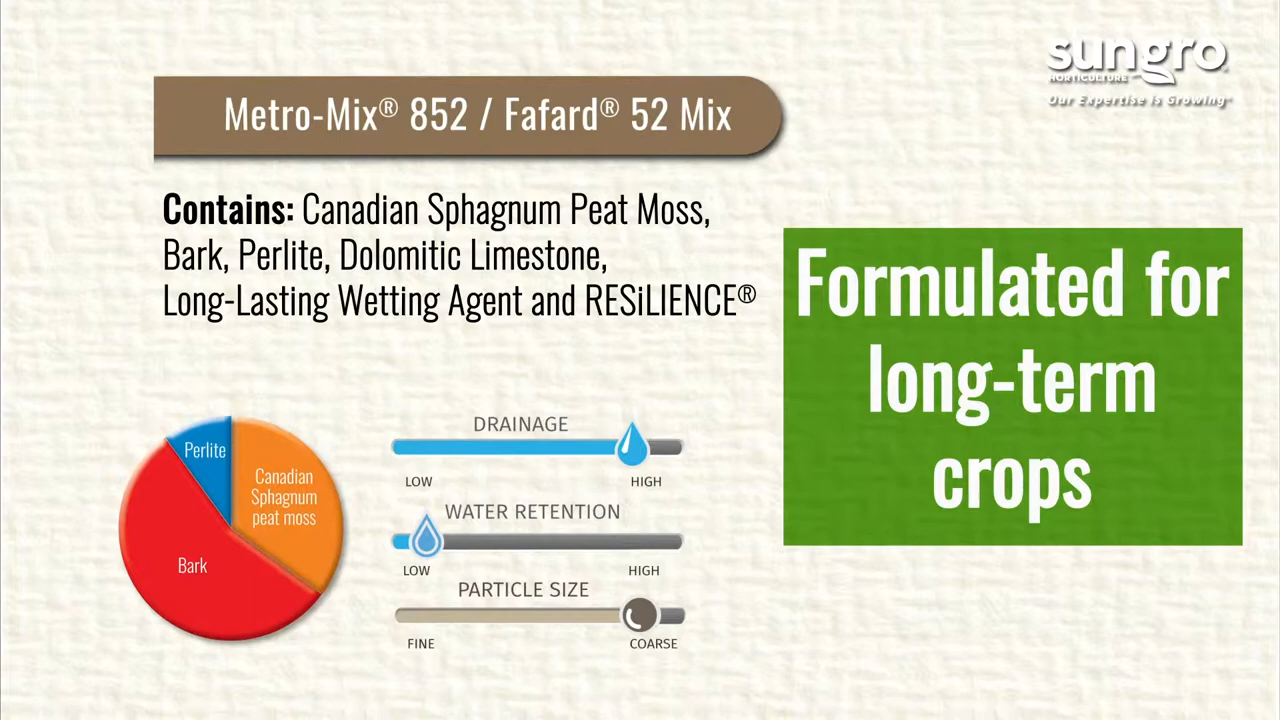 sungro
HORTICULTURE
Our Expertise is Growing
Metro-Mix® 852 / Fafard® 52 Mix
Contains: Canadian Sphagnum Peat Moss,
Bark, Perlite, Dolomitic Limestone,
Long-Lasting Wetting Agent and RESiLIENCE®
Formulated for
long-term
crops
Perlite
Canadian
Sphagnum
peat moss
Bark
DRAINAGE
LOW HIGH
WATER RETENTION
LOW HIGH
PARTICLE SIZE
FINE COARSE